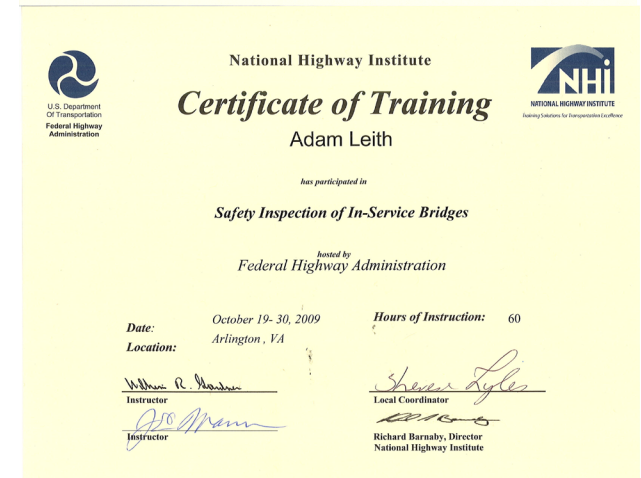 National Highway Institute
U.S. Department
Of Transportation
Federal Highway
Administration
NHI
NATIONAL HIGHWAY INSTITUTE
Training Solutions for Transportation Excellence
Certificate of Training
Adam Leith
has participated in
Safety Inspection of In-Service Bridges
hosted by
Federal Highway Administration
Date: October 19- 30, 2009
Hours of Instruction: 60
Location: Arlington , VA
Instructor
Sherese Lyles
Local Coordinator
Instructor
Richard Barnaby, Director
National Highway Institute